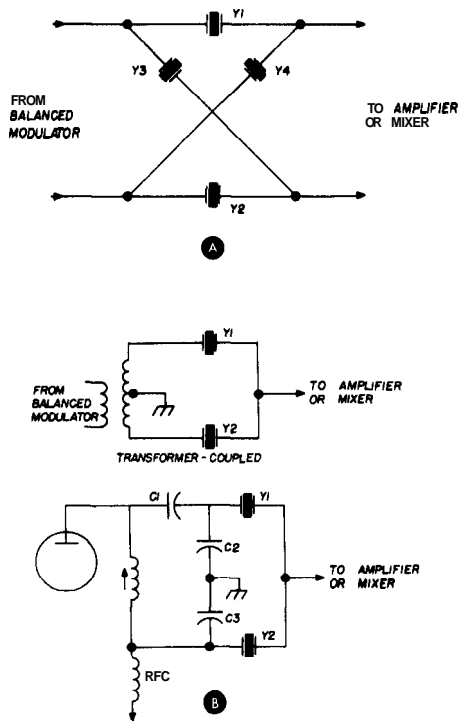 Y1
Y3
Y4
FROM
BALANCED
MODULATOR
TO AMPLIFIER
OR MIXER
Y2
A
Y1
FROM
BALANCED
MODULATOR
TO AMPLIFIER
OR MIXER
Y2
TRANSFORMER-COUPLED
C1
Y1
C2
TO AMPLIFIER
OR MIXER
C3
Y2
RFC
B